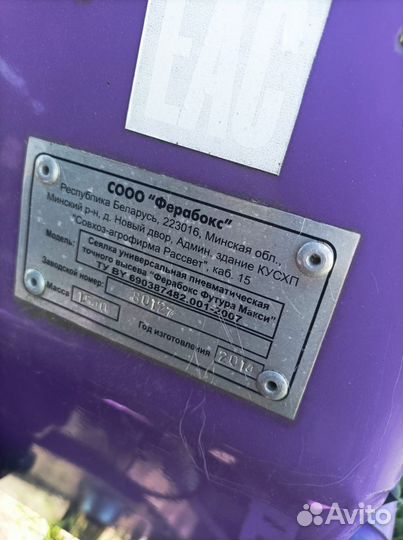 EAC
СООО "Ферабокс"
Республика Беларусь, 223016, Минская обл.,
Минский р-н, д. Новый двор, Админ. здание КУСХП
"Совхоз-агрофирма Рассвет", каб. 15
Модель: Сеялка универсальная пневматическая
точного высева "Ферабокс Футура Макси"
ТУ BY 690387482.001-2007
Заводской номер: 80127
Масса
Год изготовления 2014
Avito